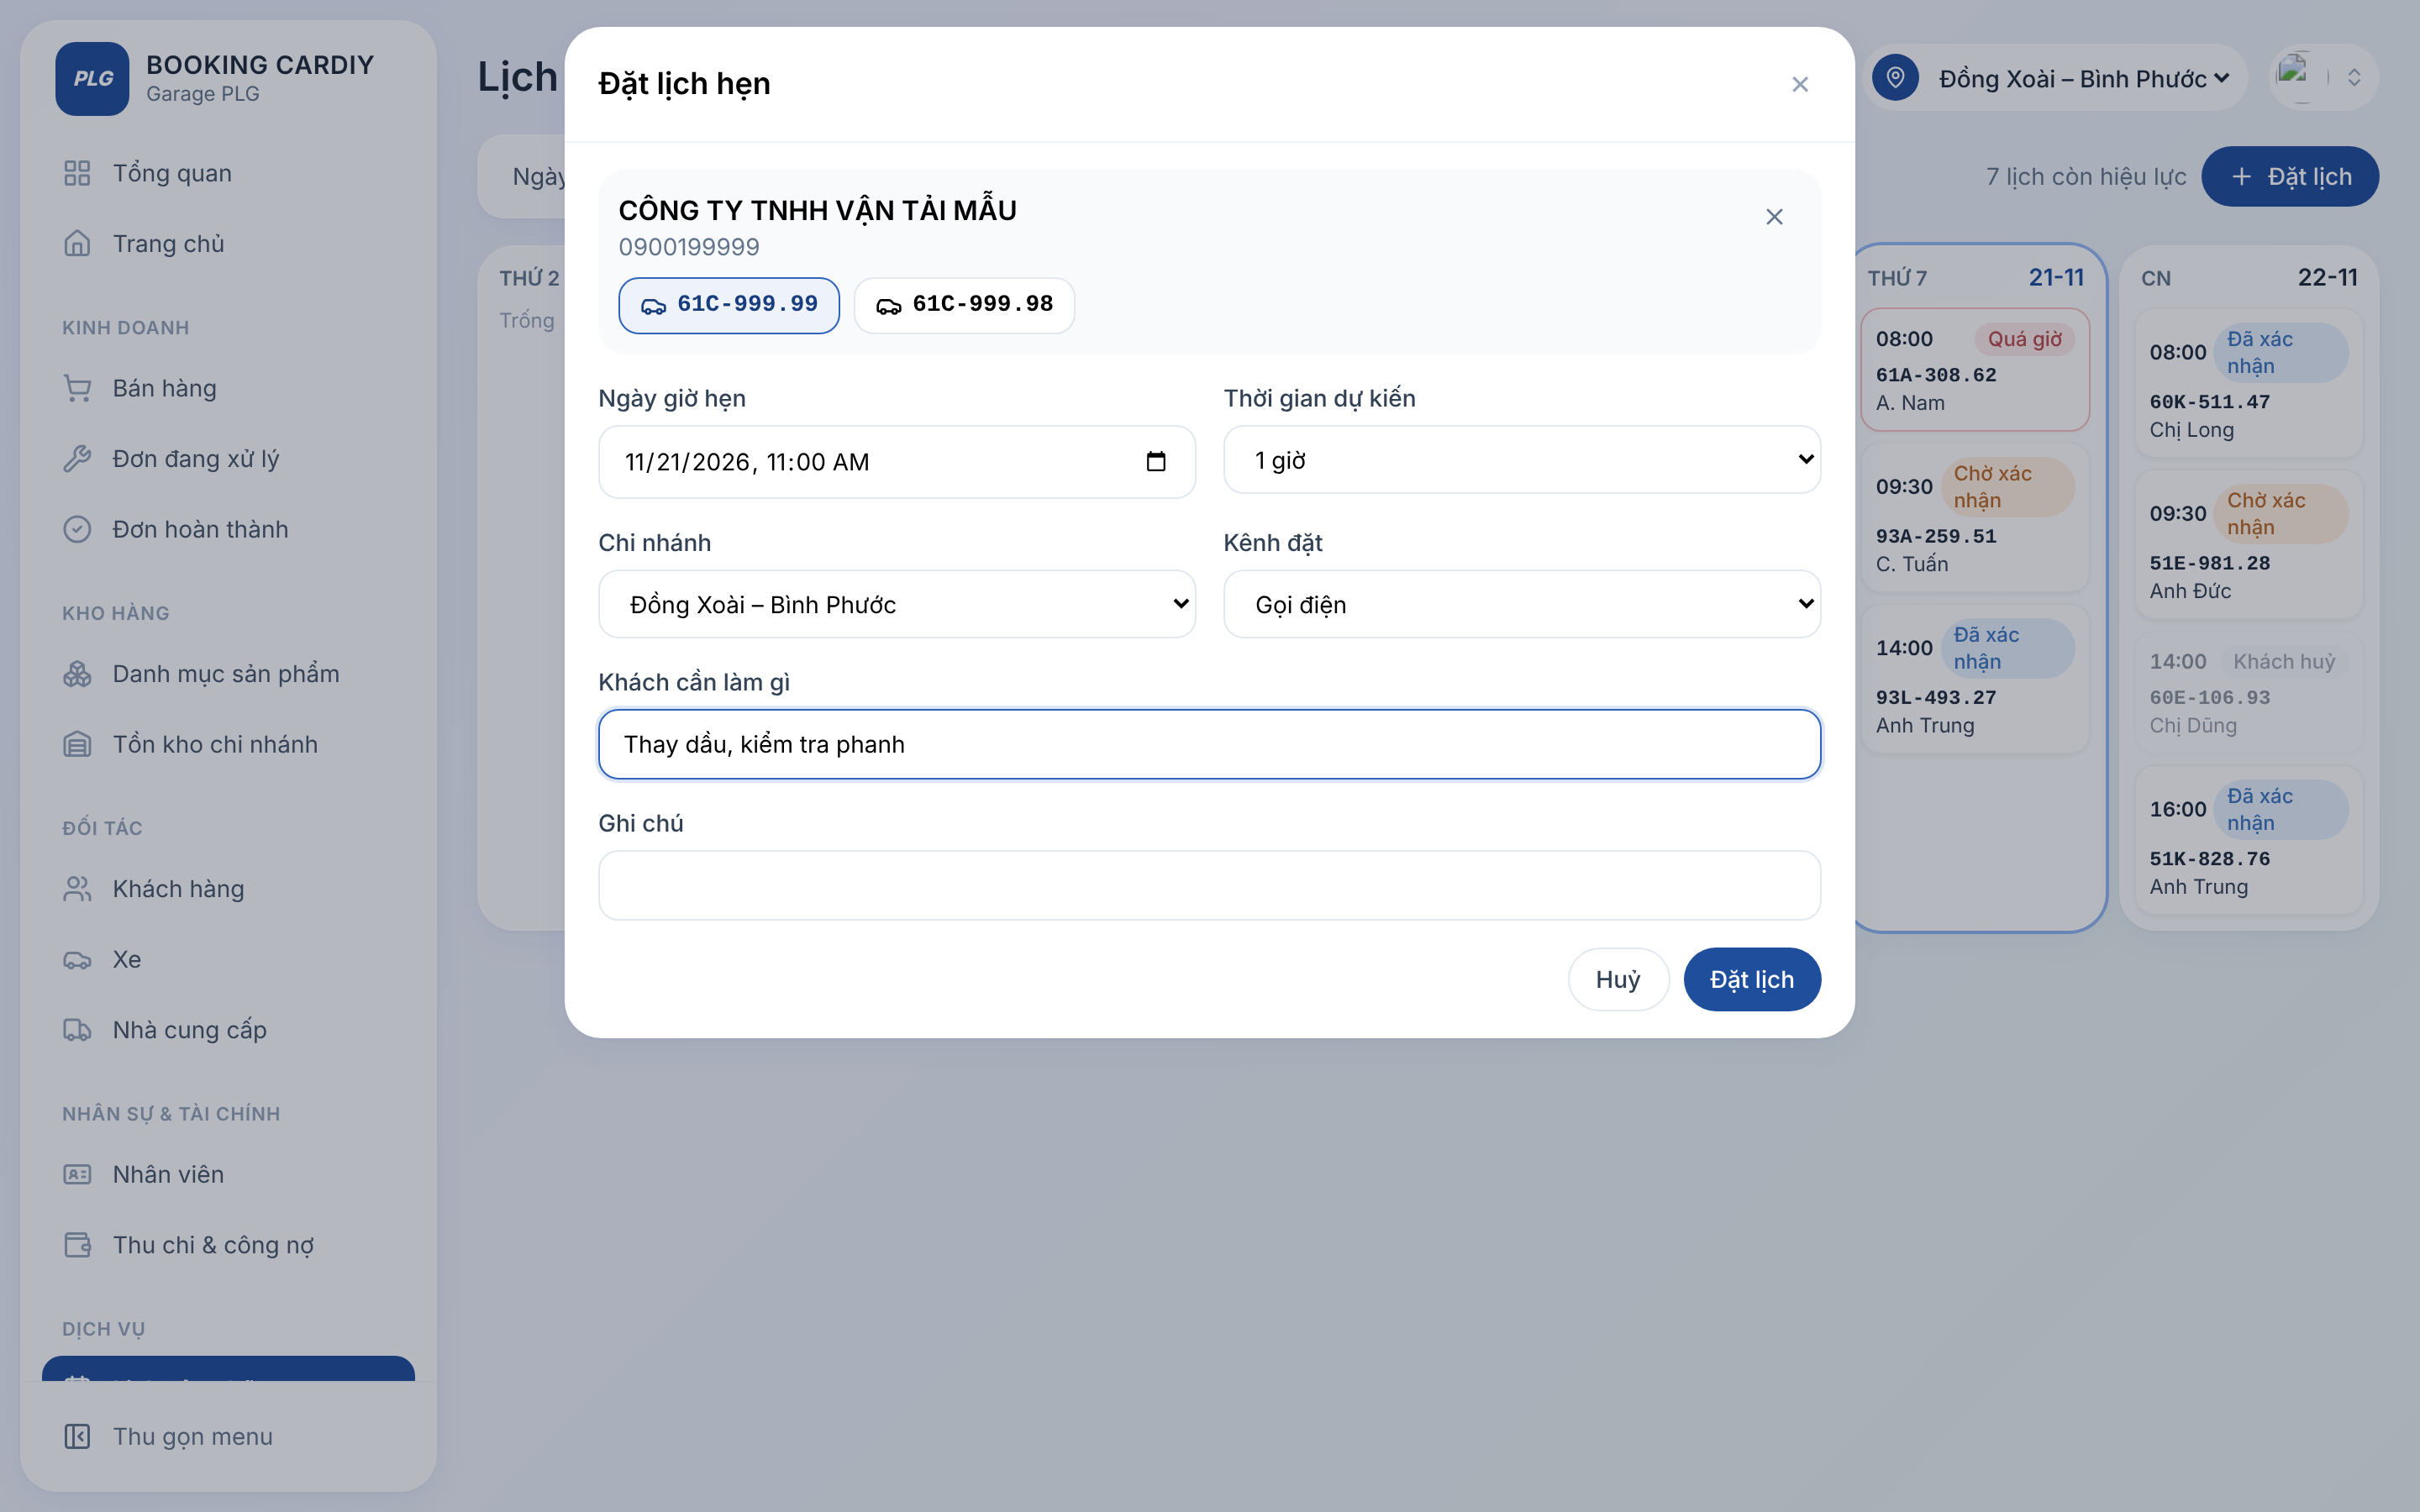 PLG
BOOKING CARDIY
Garage PLG
Tổng quan
Trang chủ
KINH DOANH
Bán hàng
Đơn đang xử lý
Đơn hoàn thành
KHO HÀNG
Danh mục sản phẩm
Tồn kho chi nhánh
ĐỐI TÁC
Khách hàng
Xe
Nhà cung cấp
NHÂN SỰ & TÀI CHÍNH
Nhân viên
Thu chi & công nợ
DỊCH VỤ
Thu gọn menu
Lịch
Đồng Xoài – Bình Phước
Ngày
7 lịch còn hiệu lực
+ Đặt lịch
THỨ 2
Trống
Đặt lịch hẹn
CÔNG TY TNHH VẬN TẢI MẪU
0900199999
61C-999.99
61C-999.98
Ngày giờ hẹn
Thời gian dự kiến
11/21/2026, 11:00 AM
1 giờ
Chi nhánh
Kênh đặt
Đồng Xoài – Bình Phước
Gọi điện
Khách cần làm gì
Thay dầu, kiểm tra phanh
Ghi chú
Huỷ
Đặt lịch
THỨ 7 21-11
08:00 Quá giờ
61A-308.62
A. Nam
09:30 Chờ xác
nhận
93A-259.51
C. Tuấn
14:00 Đã xác
nhận
93L-493.27
Anh Trung
CN 22-11
08:00 Đã xác
nhận
60K-511.47
Chị Long
09:30 Chờ xác
nhận
51E-981.28
Anh Đức
14:00 Khách huỷ
60E-106.93
Chị Dũng
16:00 Đã xác
nhận
51K-828.76
Anh Trung